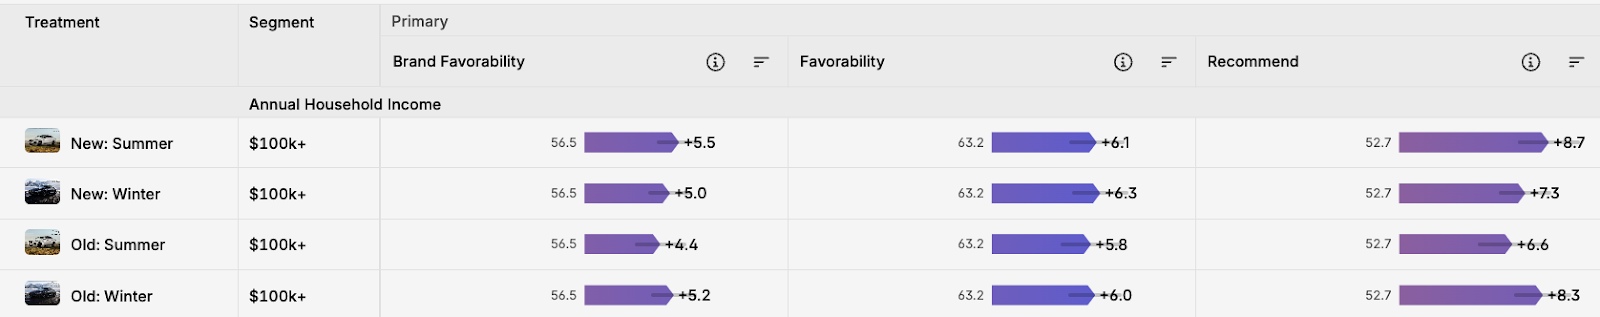 Treatment Segment Primary
Brand Favorability Favorability Recommend
Annual Household Income
New: Summer $100k+ 56.5 +5.5 63.2 +6.1 52.7 +8.7
New: Winter $100k+ 56.5 +5.0 63.2 +6.3 52.7 +7.3
Old: Summer $100k+ 56.5 +4.4 63.2 +5.8 52.7 +6.6
Old: Winter $100k+ 56.5 +5.2 63.2 +6.0 52.7 +8.3